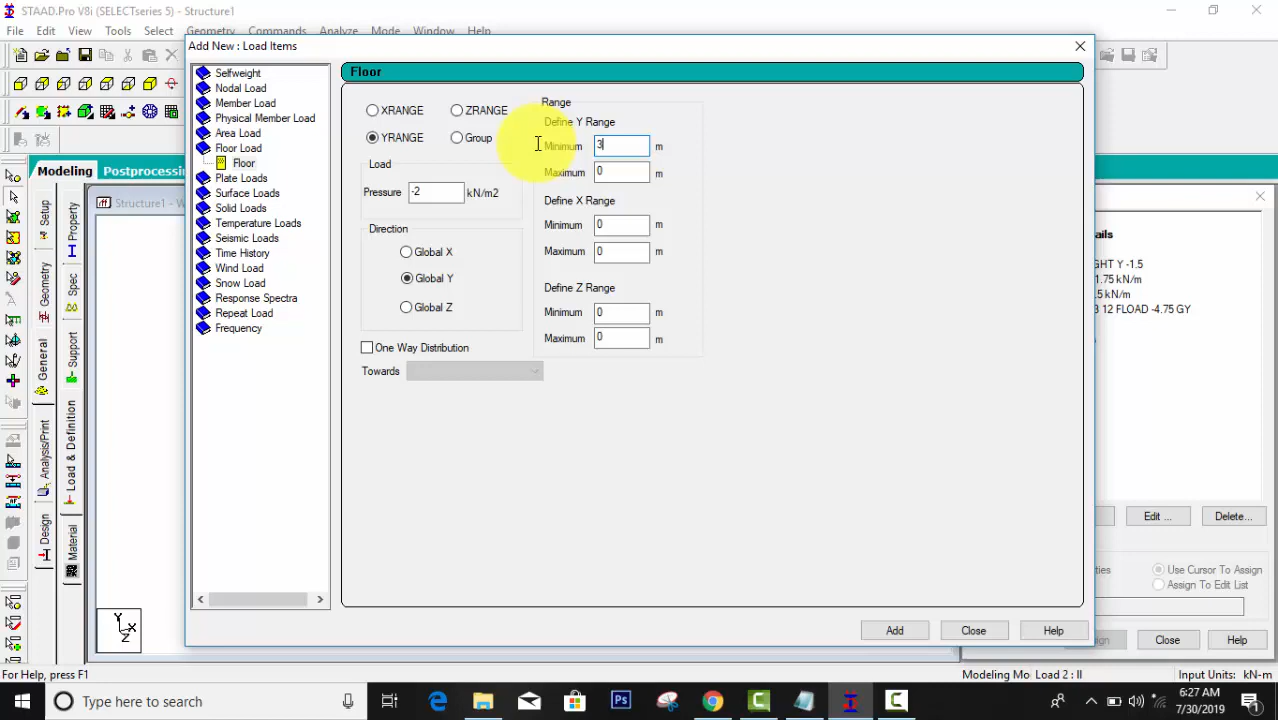 STAAD.Pro V8i (SELECTseries 5) - Structure1
File Edit View Tools Select Geometry Commands Analyze Mode Window Help
Add New : Load Items
Selfweight
Nodal Load
Member Load
Physical Member Load
Area Load
Floor Load
Floor
Plate Loads
Surface Loads
Solid Loads
Temperature Loads
Seismic Loads
Time History
Wind Load
Snow Load
Response Spectra
Repeat Load
Frequency
Floor
XRANGE ZRANGE
YRANGE Group
Load
Pressure -2 kN/m2
Direction
Global X
Global Y
Global Z
One Way Distribution
Towards
Range
Define Y Range
Minimum 3 m
Maximum 0 m
Define X Range
Minimum 0 m
Maximum 0 m
Define Z Range
Minimum 0 m
Maximum 0 m
Add Close Help
Modeling Postprocessing
Structure1 - W
Setup
Geometry
General
Analysis/Print
Design
Property
Spec
Support
Load & Definition
Material
Y
X
Z
GHT Y -1.5
1.75 kN/m
.5 kN/m
3 12 FLOAD -4.75 GY
Edit ... Delete...
Use Cursor To Assign
Assign To Edit List
Close Help
For Help, press F1
Modeling Mo Load 2 : ll Input Units: kN-m
Type here to search
6:27 AM
7/30/2019